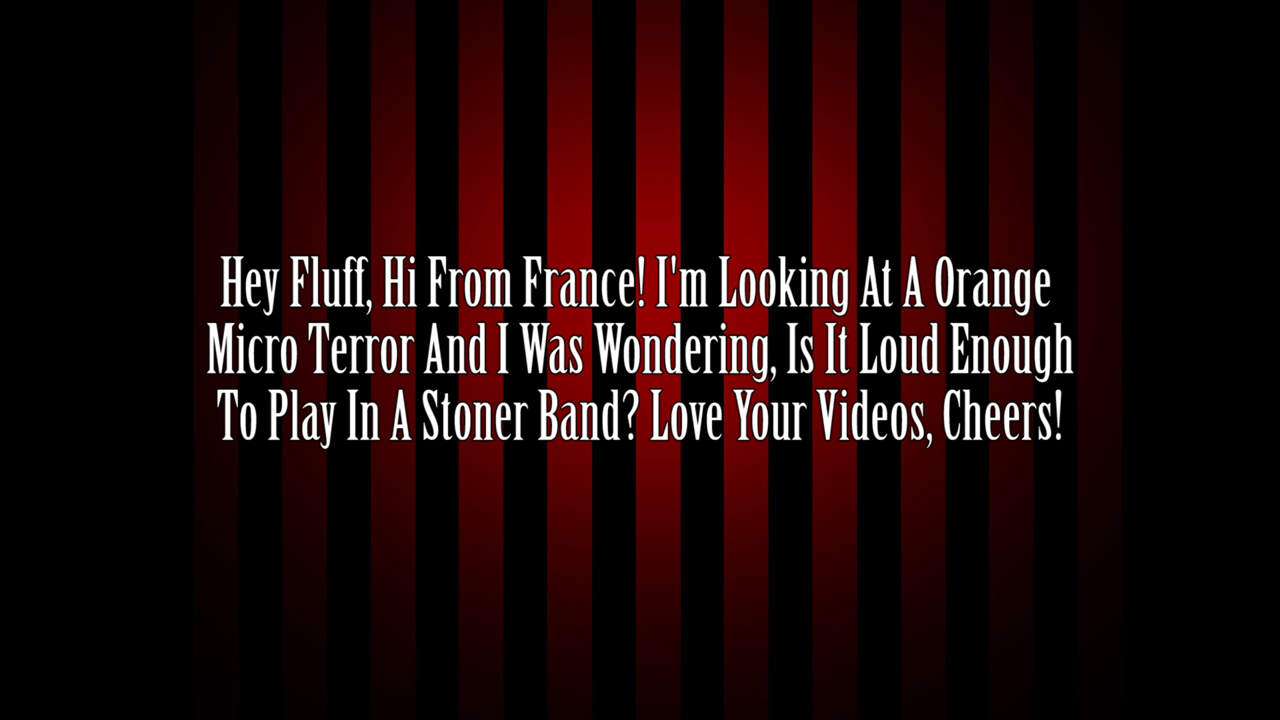 Hey Fluff, Hi From France! I'm Looking At A Orange
Micro Terror And I Was Wondering, Is It Loud Enough
To Play In A Stoner Band? Love Your Videos, Cheers!